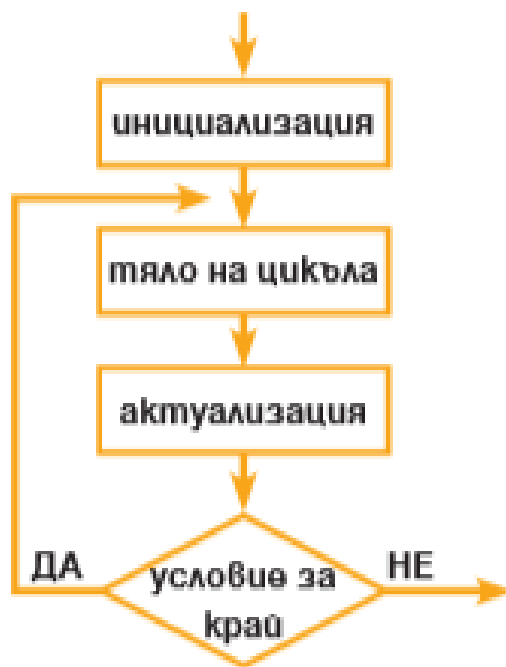 инициализация
тяло на цикъла
актуализация
ДА
условие за
край
НЕ